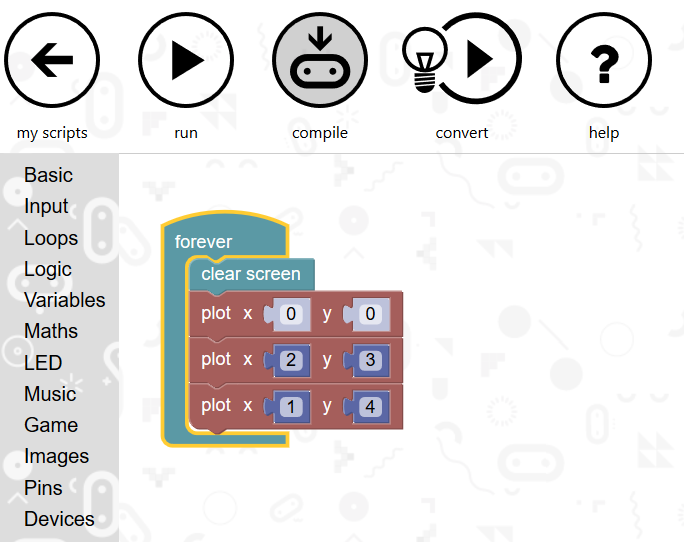 my scripts run compile convert help
Basic
Input
Loops
Logic
Variables
Maths
LED
Music
Game
Images
Pins
Devices
forever
clear screen
plot x 0 y 0
plot x 2 y 3
plot x 1 y 4